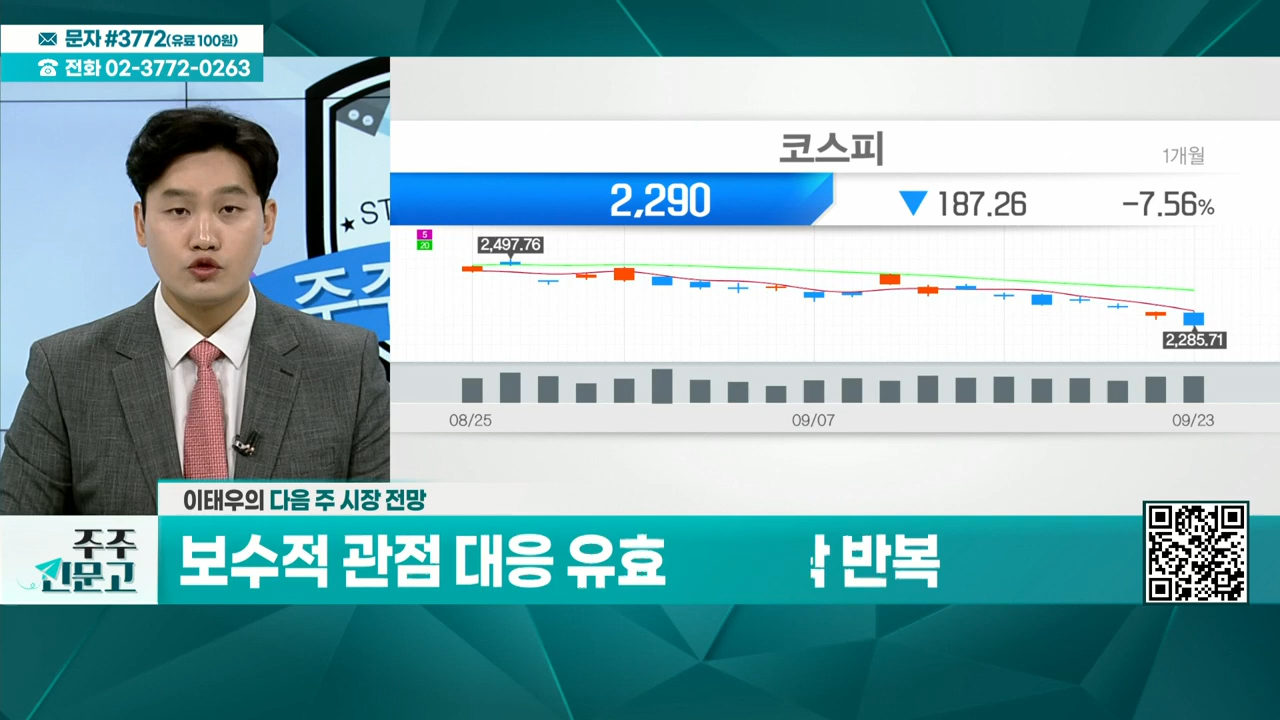 문자 #3772(유료 100원)
전화 02-3772-0263
ST
주주
코스피
1개월
2,290
▼ 187.26
-7.56%
5
20
2,497.76
2,285.71
08/25
09/07
09/23
이태우의 다음 주 시장 전망
주주
신문고
보수적 관점 대응 유효
반복